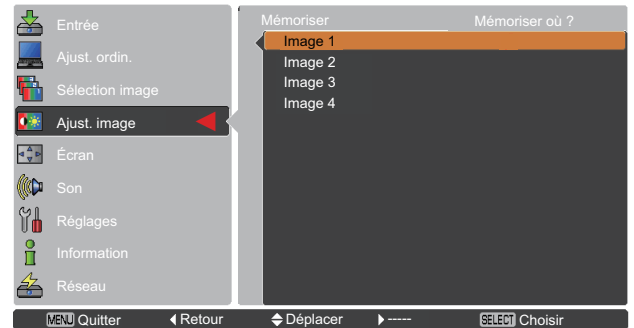 Entrée
Ajust. ordin.
Sélection image
Ajust. image
Écran
Son
Réglages
Information
Réseau
Mémoriser Mémoriser où ?
Image 1
Image 2
Image 3
Image 4
MENU Quitter Retour Déplacer ----- SELECT Choisir